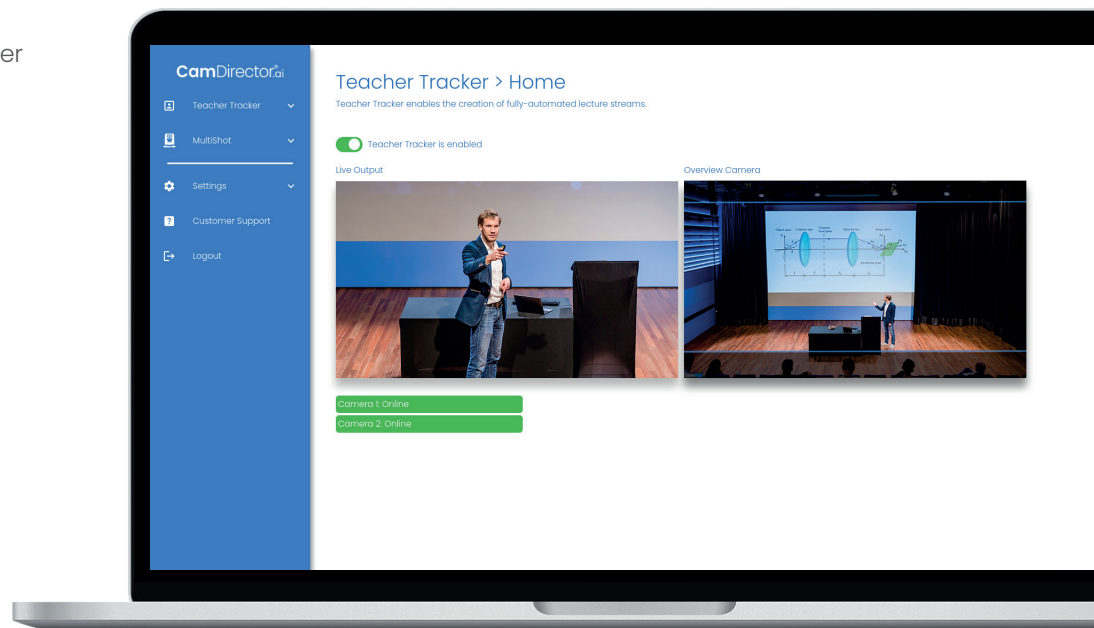 er
CamDirector.ai
Teacher Tracker
MultiShot
Settings
Customer Support
Logout
Teacher Tracker > Home
Teacher Tracker enables the creation of fully-automated lecture streams.
Teacher Tracker is enabled
Live Output
Overview Camera
Camera 1: Online
Camera 2: Online